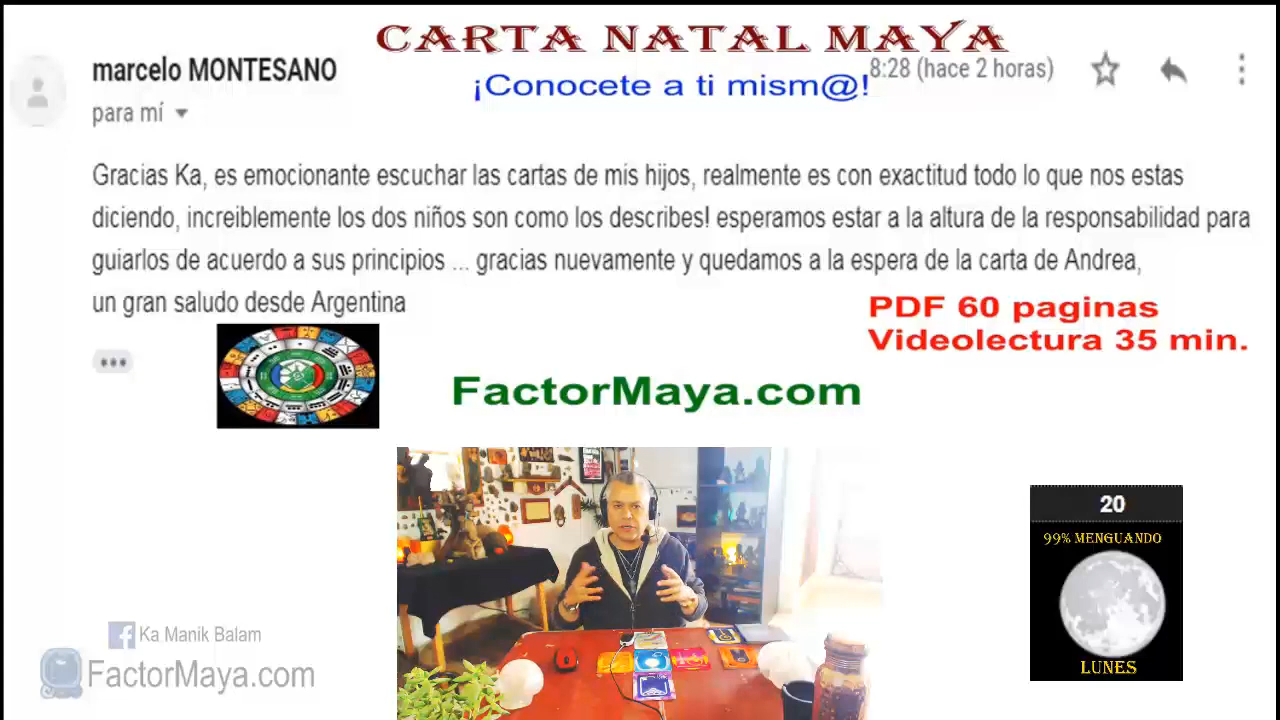 CARTA NATAL MAYA
¡Conocete a ti mism@!
marcelo MONTESANO
8:28 (hace 2 horas)
para mí
Gracias Ka, es emocionante escuchar las cartas de mis hijos, realmente es con exactitud todo lo que nos estas
diciendo, increiblemente los dos niños son como los describes! esperamos estar a la altura de la responsabilidad para
guiarlos de acuerdo a sus principios ... gracias nuevamente y quedamos a la espera de la carta de Andrea,
un gran saludo desde Argentina
PDF 60 paginas
Videolectura 35 min.
FactorMaya.com
20
99% MENGUANDO
LUNES
Ka Manik Balam
FactorMaya.com